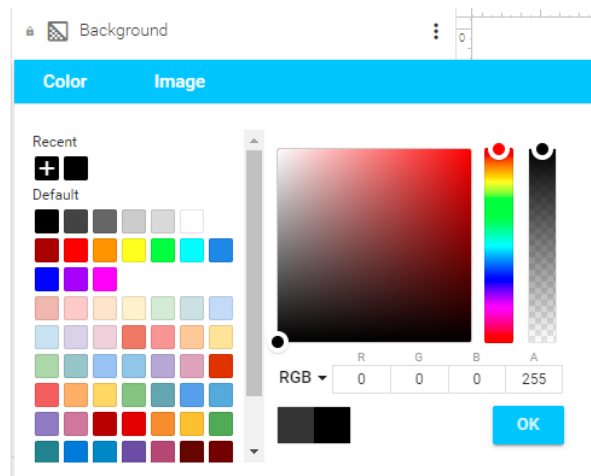 Background
0
Color Image
Recent
Default
R G B A
RGB 0 0 0 255
OK